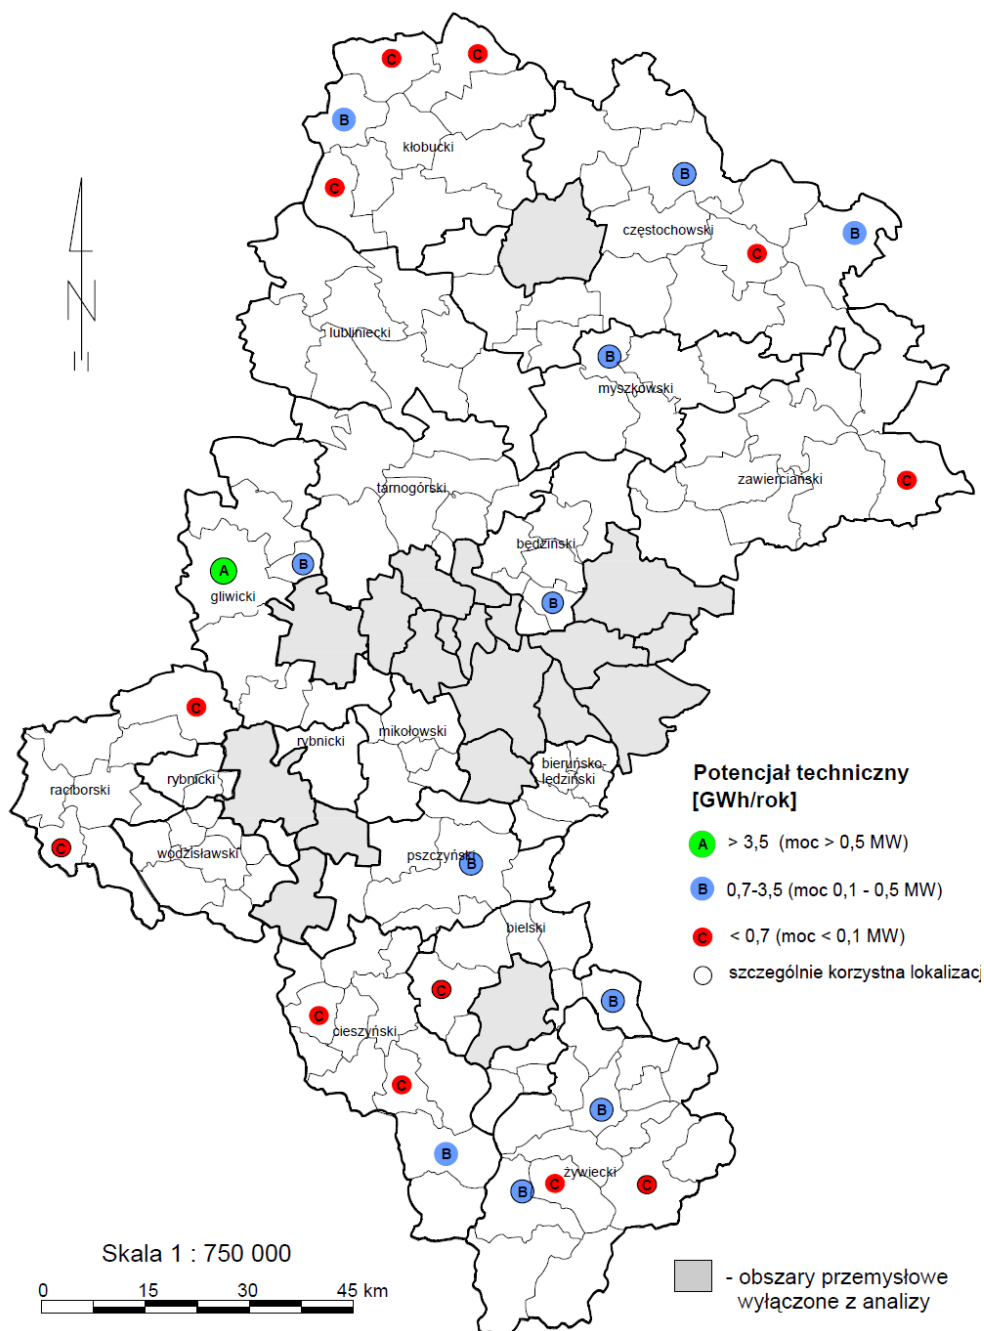 C
C
B
kłobucki
B
C
częstochowski
B
C
N
lubliniecki
B
myszkowski
zawierciański
C
tarnogórski
będziński
A
B
gliwicki
B
C
rybnicki
mikołowski
bieruńsko-
lędziński
raciborski
rybnicki
C
wodzisławski
pszczyński
B
Potencjał techniczny
[GWh/rok]
A > 3,5 (moc > 0,5 MW)
B 0,7-3,5 (moc 0,1 - 0,5 MW)
C < 0,7 (moc < 0,1 MW)
szczególnie korzystna lokalizacj
bielski
C
B
C
cieszyński
C
B
B
żywiecki
B
C
C
Skala 1 : 750 000
0 15 30 45 km
- obszary przemysłowe
wyłączone z analizy